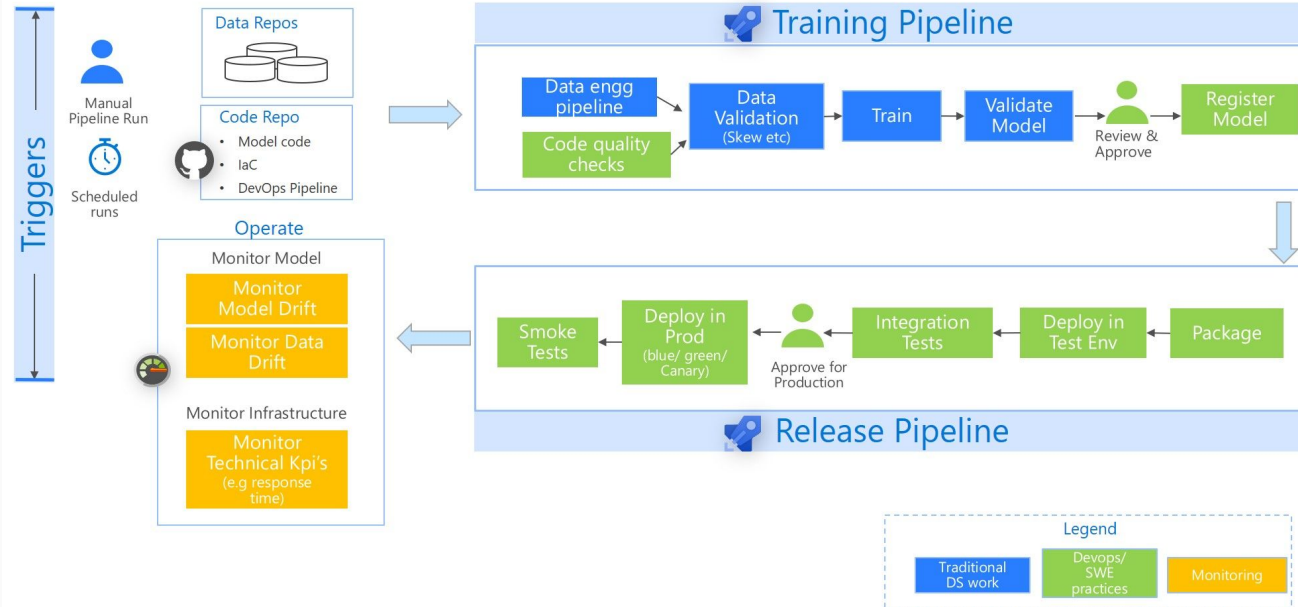 Triggers
Manual
Pipeline Run
Scheduled
runs
Data Repos
Code Repo
• Model code
• IaC
• DevOps Pipeline
Training Pipeline
Data engg
pipeline
Code quality
checks
Data
Validation
(Skew etc)
Train
Validate
Model
Review &
Approve
Register
Model
Operate
Monitor Model
Monitor
Model Drift
Monitor Data
Drift
Monitor Infrastructure
Monitor
Technical Kpi's
(e.g response
time)
Smoke
Tests
Deploy in
Prod
(blue/ green/
Canary)
Approve for
Production
Integration
Tests
Deploy in
Test Env
Package
Release Pipeline
Legend
Traditional
DS work
Devops/
SWE
practices
Monitoring